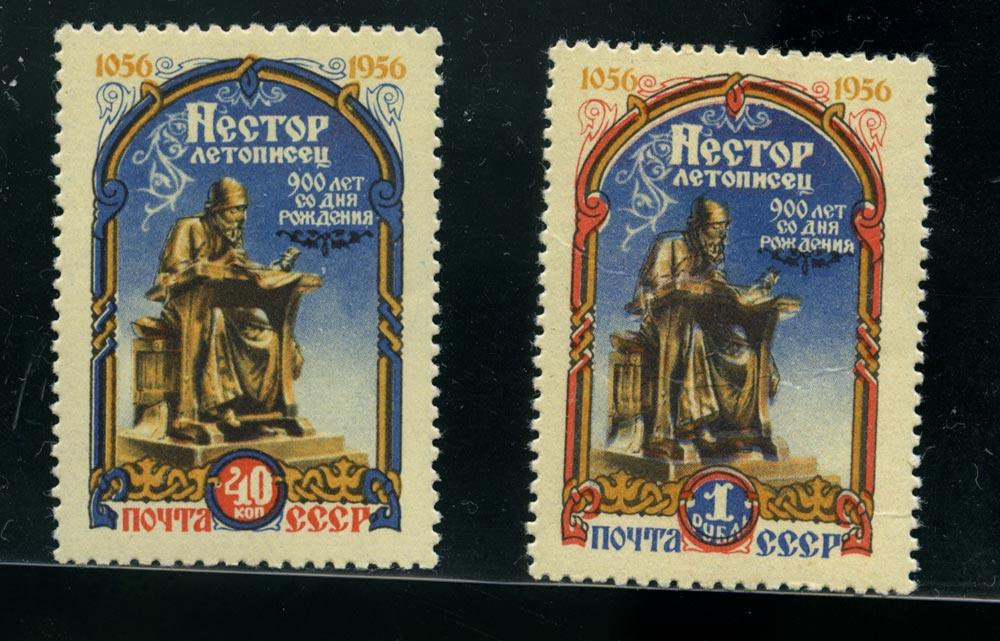 1056 1956
Нестор
летописец
900 лет
со дня
рождения
40
коп
ПОЧТА СССР
1056 1956
Нестор
летописец
900 лет
со дня
рождения
1
рубль
ПОЧТА СССР